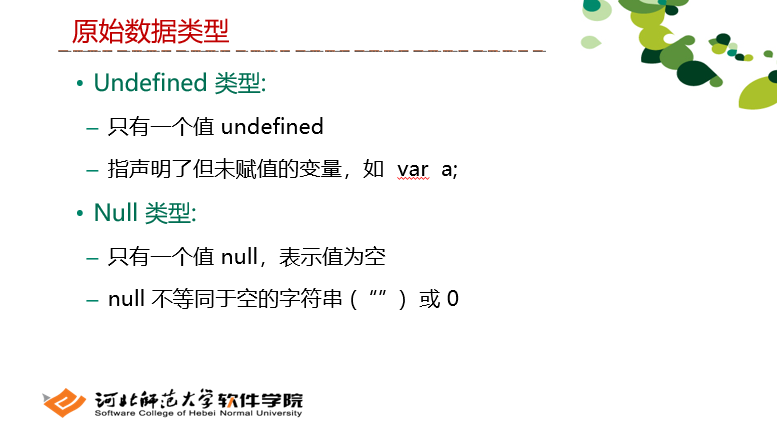 原始数据类型
• Undefined 类型:
– 只有一个值 undefined
– 指声明了但未赋值的变量，如 var a;
• Null 类型:
– 只有一个值 null，表示值为空
– null 不等同于空的字符串 (“”) 或 0
河北师范大学软件学院
Software College of Hebei Normal University